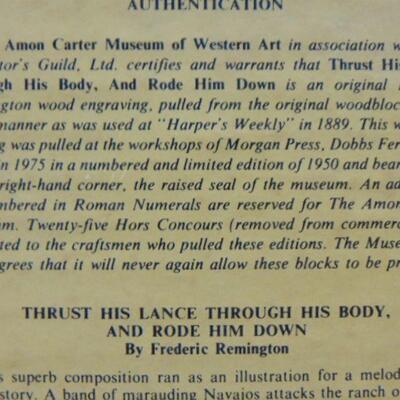 AUTHENTICATION
Amon Carter Museum of Western Art in association w
tor's Guild, Ltd. certifies and warrants that Thrust His
gh His Body, And Rode Him Down is an original
ngton wood engraving, pulled from the original woodbloc
manner as was used at "Harper's Weekly" in 1889. This w
ng was pulled at the workshops of Morgan Press, Dobbs Fer
in 1975 in a numbered and limited edition of 1950 and bear
right-hand corner, the raised seal of the museum. An ad
mbered in Roman Numerals are reserved for The Amon
m. Twenty-five Hors Concours (removed from commerc
ted to the craftsmen who pulled these editions. The Muse
grees that it will never again allow these blocks to be pr
THRUST HIS LANCE THROUGH HIS BODY,
AND RODE HIM DOWN
By Frederic Remington
s superb composition ran as an illustration for a melod
story. A band of marauding Navajos attacks the ranch o